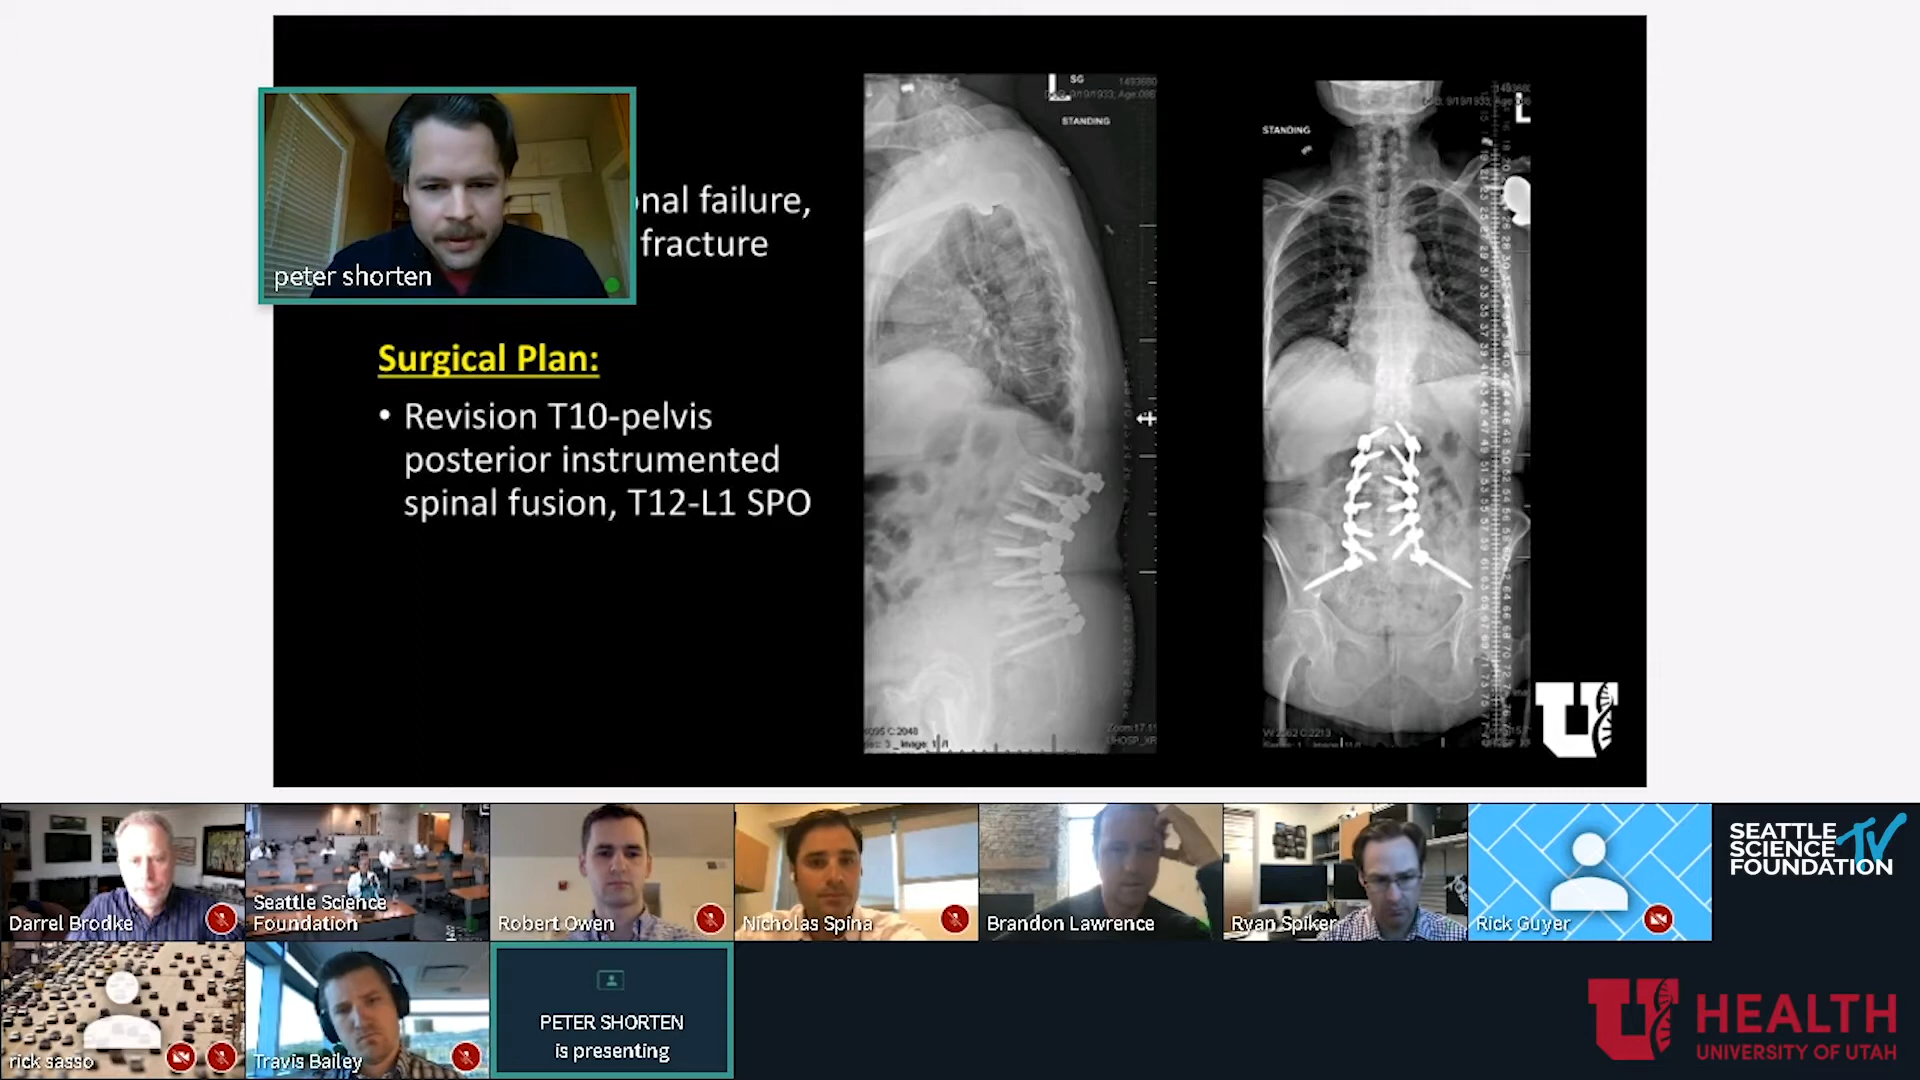 onal failure,
fracture
peter shorten
Surgical Plan:
• Revision T10-pelvis
posterior instrumented
spinal fusion, T12-L1 SPO
L
SG
STANDING
STANDING
L
U
Darrel Brodke
Seattle Science
Foundation
Robert Owen
Nicholas Spina
Brandon Lawrence
Ryan Spiker
Rick Guyer
SEATTLE
SCIENCE
FOUNDATION
TV
rick sasso
Travis Bailey
PETER SHORTEN
is presenting
U HEALTH
UNIVERSITY OF UTAH